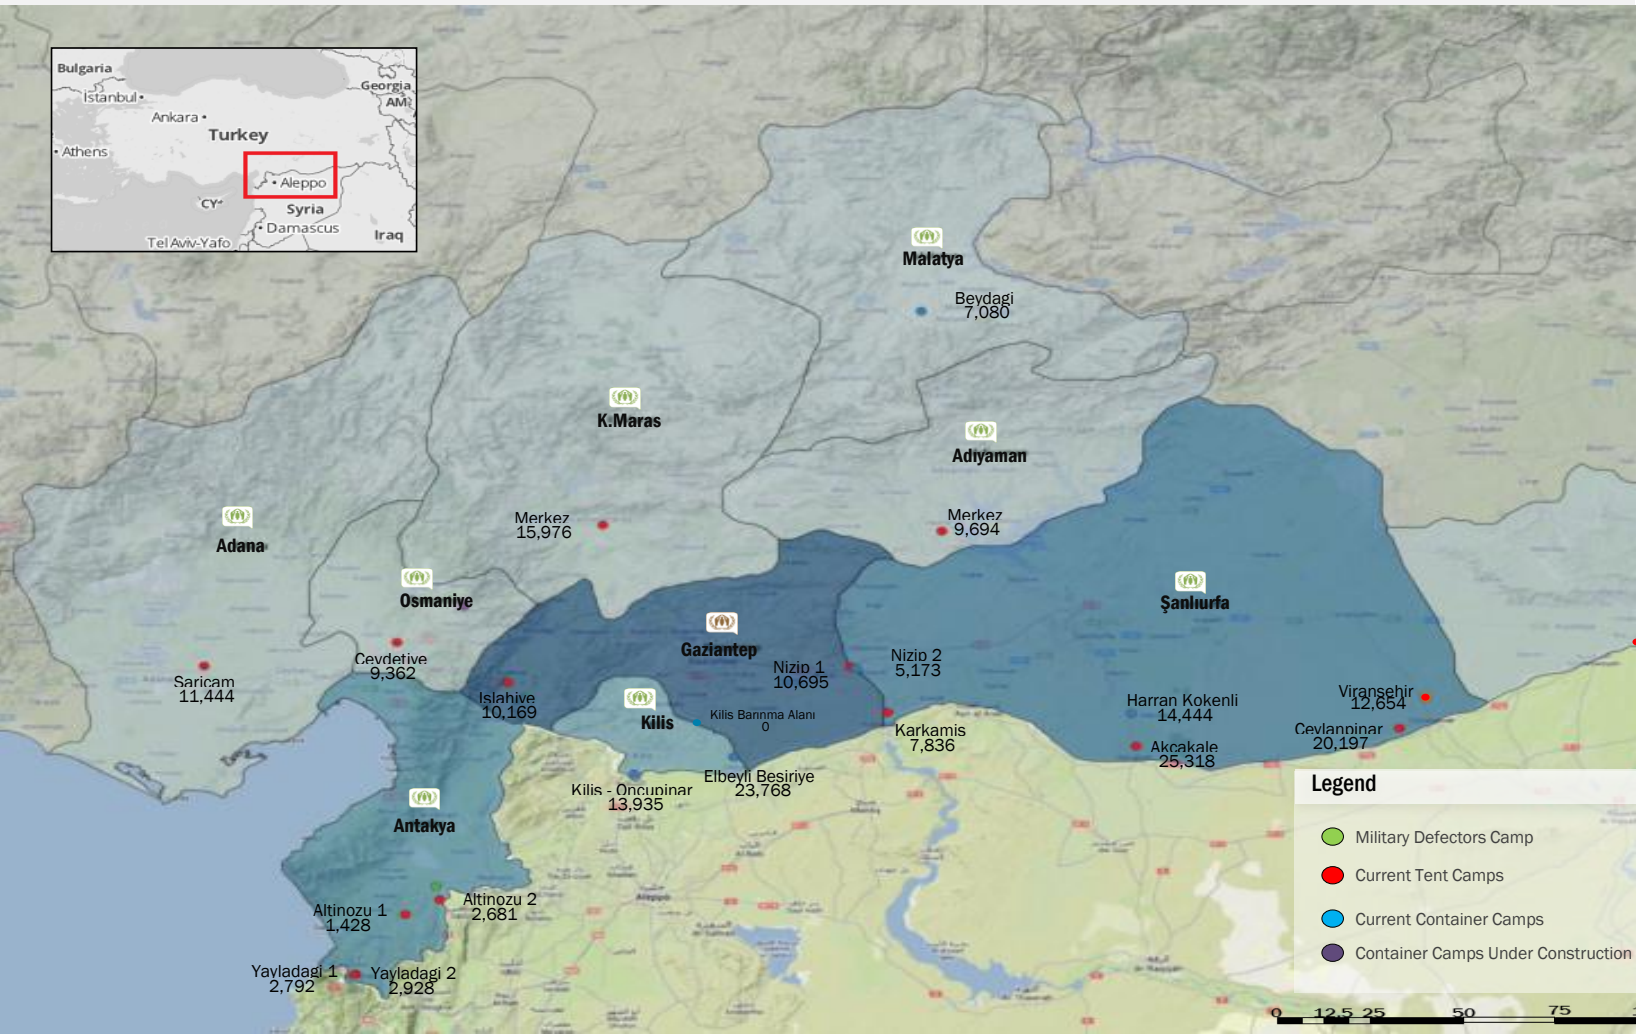 Bulgaria
Georgia
Istanbul
AM
Ankara
Turkey
Athens
Aleppo
CY
Syria
Damascus
Iraq
Tel Aviv-Yafo
Malatya
Beydagi
7,080
K.Maras
Adıyaman
Merkez
15,976
Merkez
9,694
Adana
Osmaniye
Şanlıurfa
Gaziantep
Cevdetiye
9,362
Saricam
11,444
Islahiye
10,169
Nizip 1
10,695
Nizip 2
5,173
Kilis
Kilis Barınma Alanı
0
Karkamis
7,836
Harran Kokenli
14,444
Viransehir
12,654
Ceylanpinar
20,197
Akcakale
25,318
Kilis - Oncupinar
13,935
Elbeyli Besiriye
23,768
Antakya
Altinozu 1
1,428
Altinozu 2
2,681
Yayladagi 1
2,792
Yayladagi 2
2,928
Aleppo
Legend
Military Defectors Camp
Current Tent Camps
Current Container Camps
Container Camps Under Construction
0 12.5 25 50 75